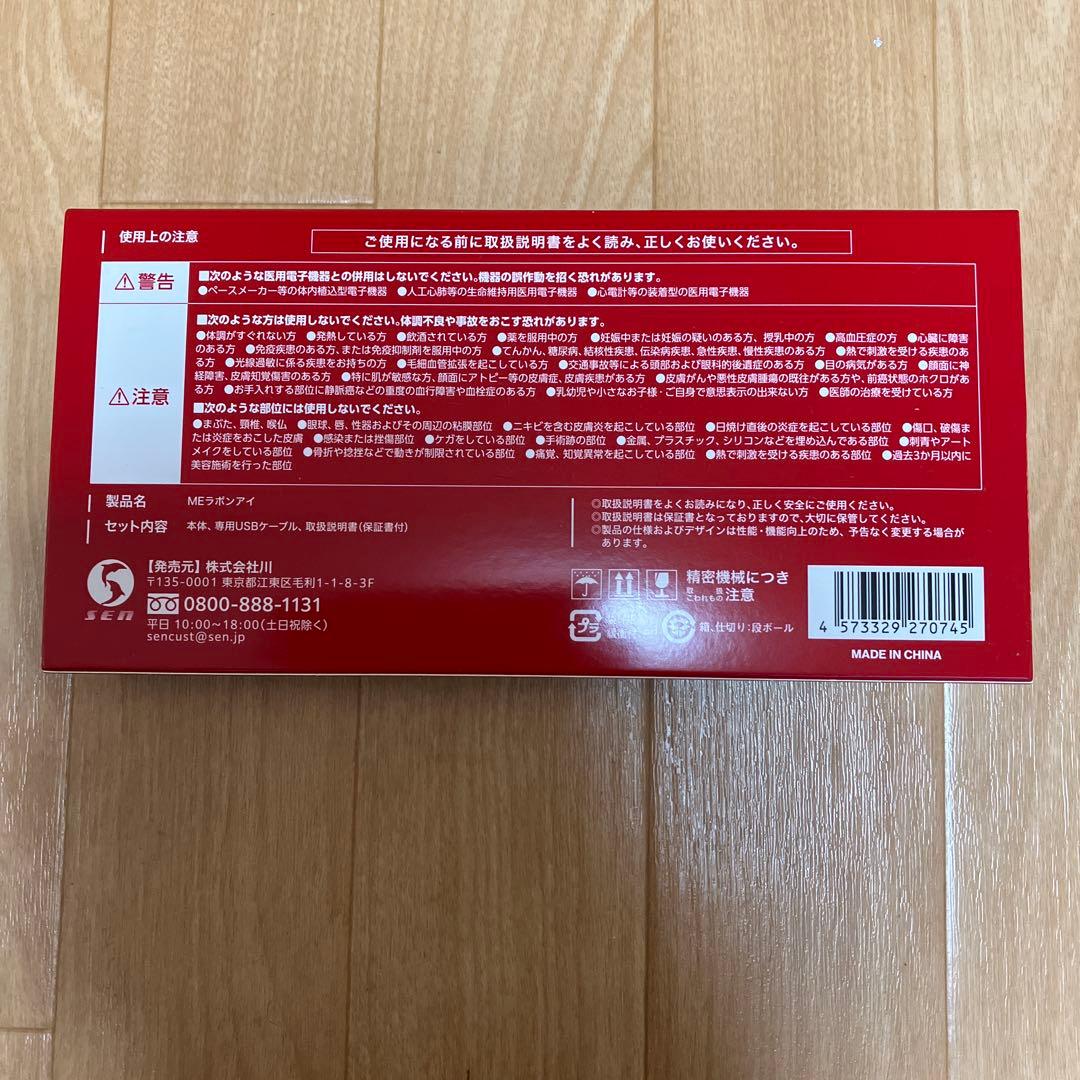 使用上の注意
ご使用になる前に取扱説明書をよく読み、正しくお使いください。
⚠警告
■次のような医用電子機器との併用はしないでください。機器の誤作動を招く恐れがあります。
●ペースメーカー等の体内植込型電子機器 ●人工心肺等の生命維持用医用電子機器 ●心電計等の装着型の医用電子機器
⚠注意
■次のような方は使用しないでください。体調不良や事故をおこす恐れがあります。
●体調がすぐれない方 ●発熱している方 ●飲酒されている方 ●薬を服用中の方 ●妊娠中または妊娠の疑いのある方、授乳中の方 ●高血圧症の方 ●心臓に障害
のある方 ●免疫疾患のある方、または免疫抑制剤を服用中の方 ●てんかん、糖尿病、結核性疾患、伝染病疾患、急性疾患、慢性疾患のある方 ●熱で刺激を受ける疾患のあ
る方 ●光線過敏に係る疾患をお持ちの方 ●毛細血管拡張を起こしている方 ●交通事故等による頭部および眼科的後遺症のある方 ●目の病気がある方 ●顔面に神
経障害、皮膚知覚傷害のある方 ●特に肌が敏感な方、顔面にアトピー等の皮膚症、皮膚疾患がある方 ●皮膚がんや悪性皮膚腫瘍の既往がある方や、前癌状態のホクロがあ
る方 ●お手入れする部位に静脈癌などの重度の血行障害や血栓症のある方 ●乳幼児や小さなお子様・ご自身で意思表示の出来ない方 ●医師の治療を受けている方
■次のような部位には使用しないでください。
●まぶた、頸椎、喉仏 ●眼球、唇、性器およびその周辺の粘膜部位 ●ニキビを含む皮膚炎を起こしている部位 ●日焼け直後の炎症を起こしている部位 ●傷口、破傷ま
たは炎症をおこした皮膚 ●感染または挫傷部位 ●ケガをしている部位 ●手術跡の部位 ●金属、プラスチック、シリコンなどを埋め込んである部位 ●刺青やアート
メイクをしている部位 ●骨折や捻挫などで動きが制限されている部位 ●痛覚、知覚異常を起こしている部位 ●熱で刺激を受ける疾患のある部位 ●過去3か月以内に
美容施術を行った部位
製品名 MEラボンアイ
セット内容 本体、専用USBケーブル、取扱説明書(保証書付)
◎取扱説明書をよくお読みになり、正しく安全にご使用ください。
◎取扱説明書は保証書となっておりますので、大切に保管してください。
◎製品の仕様およびデザインは性能・機能向上のため、予告なく変更する場合が
あります。
SEN
【発売元】株式会社川
〒135-0001 東京都江東区毛利1-1-8-3F
0800-888-1131
平日 10:00~18:00(土日祝除く)
sencust@sen.jp
精密機械につき
取扱注意
こわれもの
プラ
箱、仕切り:段ボール
4 573329 270745
MADE IN CHINA